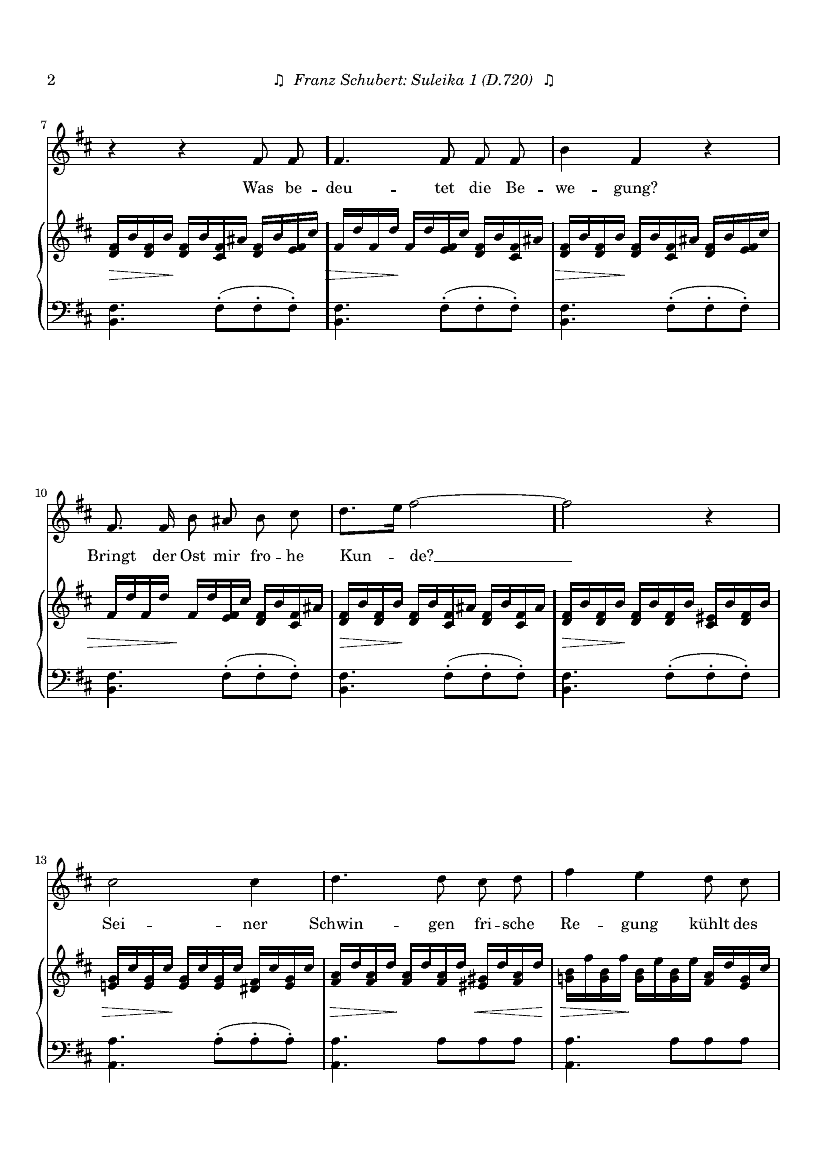 2
♫ Franz Schubert: Suleika 1 (D.720) ♫
7
Was be - deu - tet die Be - we - gung?
10
Bringt der Ost mir fro - he Kun - de?
13
Sei - ner Schwin - gen fri - sche Re - gung kühlt des